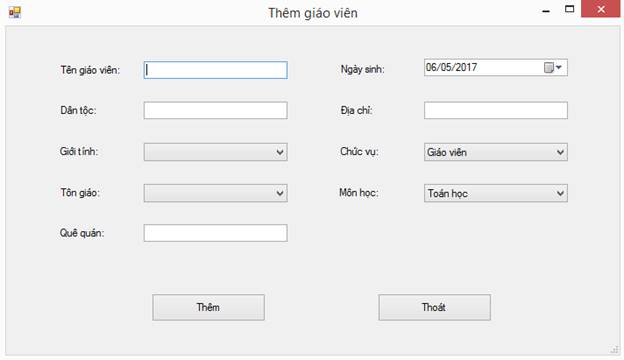 Thêm giáo viên
Tên giáo viên: Ngày sinh: 06/05/2017
Dân tộc: Địa chỉ:
Giới tính: Chức vụ: Giáo viên
Tôn giáo: Môn học: Toán học
Quê quán:
Thêm Thoát